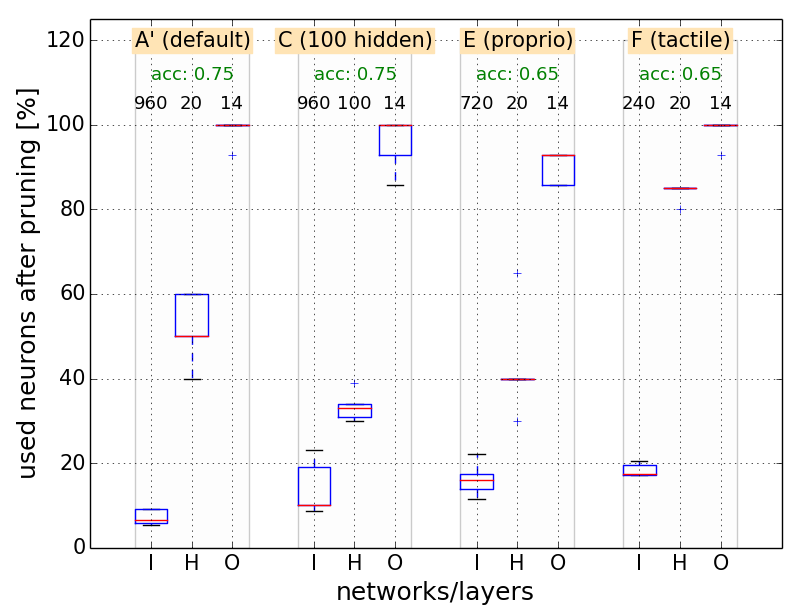 A' (default) C (100 hidden) E (proprio) F (tactile)
acc: 0.75 acc: 0.75 acc: 0.65 acc: 0.65
960 20 14 960 100 14 720 20 14 240 20 14
120
100
80
60
40
20
0
used neurons after pruning [%]
I H O I H O I H O I H O
networks/layers